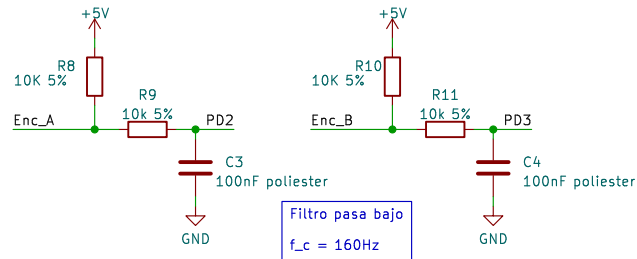 +5V
R8
10K 5%
R9
10k 5%
Enc_A
PD2
C3
100nF poliester
GND
+5V
R10
10K 5%
R11
10k 5%
Enc_B
PD3
C4
100nF poliester
GND
Filtro pasa bajo
f_c = 160Hz